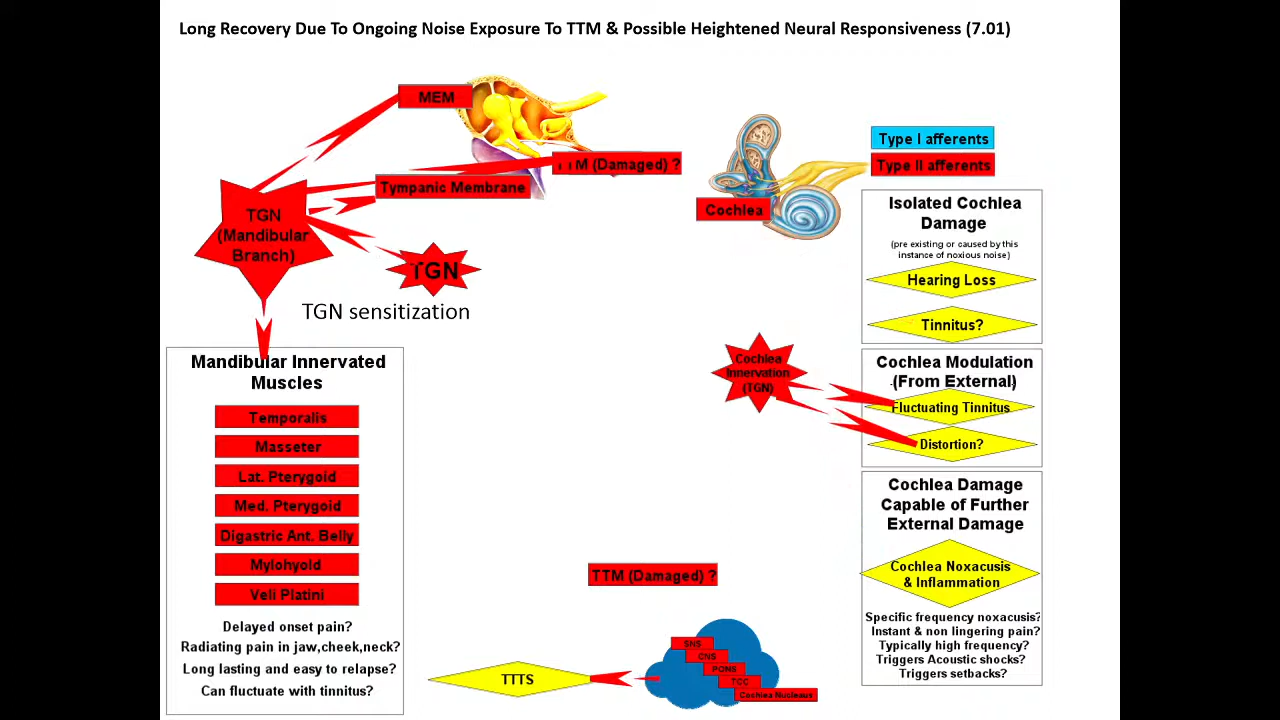 Long Recovery Due To Ongoing Noise Exposure To TTM & Possible Heightened Neural Responsiveness (7.01)
MEM
TTM (Damaged) ?
Tympanic Membrane
TGN
(Mandibular
Branch)
TGN
TGN sensitization
Mandibular Innervated
Muscles
Temporalis
Masseter
Lat. Pterygoid
Med. Pterygoid
Digastric Ant. Belly
Mylohyoid
Veli Platini
Delayed onset pain?
Radiating pain in jaw,cheek,neck?
Long lasting and easy to relapse?
Can fluctuate with tinnitus?
Cochlea
Type I afferents
Type II afferents
Isolated Cochlea
Damage
(pre existing or caused by this
instance of noxious noise)
Hearing Loss
Tinnitus?
Cochlea
Innervation
(TGN)
Cochlea Modulation
(From External)
Fluctuating Tinnitus
Distortion?
Cochlea Damage
Capable of Further
External Damage
Cochlea Noxacusis
& Inflammation
Specific frequency noxacusis?
Instant & non lingering pain?
Typically high frequency?
Triggers Acoustic shocks?
Triggers setbacks?
TTM (Damaged) ?
TTTS
SNS
CNS
PONS
TCC
Cochlea Nucleaus